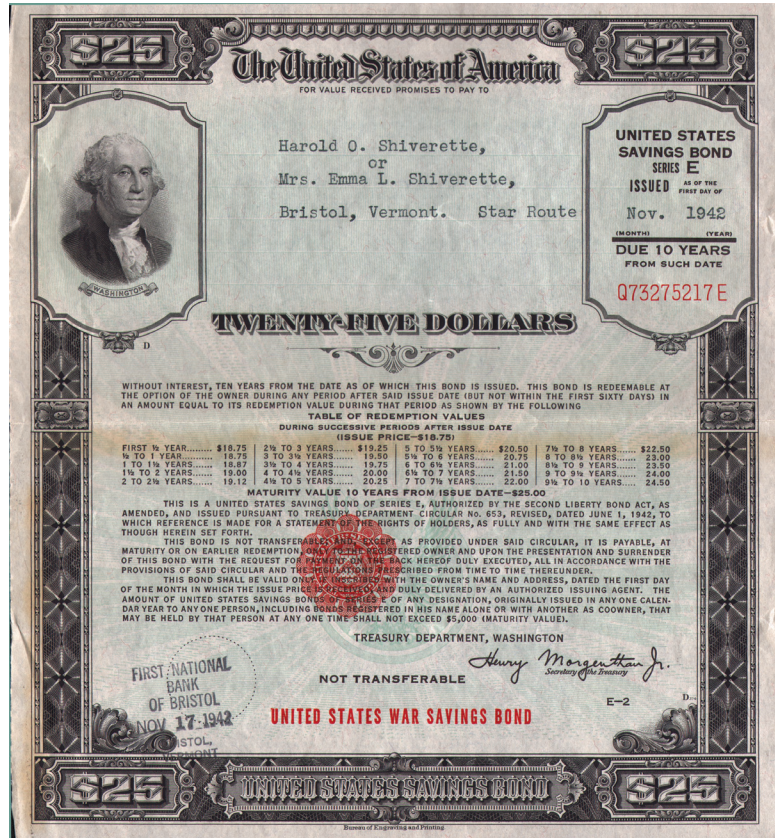 $25 $25
The United States of America
FOR VALUE RECEIVED PROMISES TO PAY TO
Harold O. Shiverette,
or
Mrs. Emma L. Shiverette,
Bristol, Vermont. Star Route
WASHINGTON
UNITED STATES
SAVINGS BOND
SERIES E
ISSUED AS OF THE FIRST DAY OF
Nov. 1942
(MONTH) (YEAR)
DUE 10 YEARS
FROM SUCH DATE
Q73275217E
TWENTY-FIVE DOLLARS
D
WITHOUT INTEREST, TEN YEARS FROM THE DATE AS OF WHICH THIS BOND IS ISSUED. THIS BOND IS REDEEMABLE AT
THE OPTION OF THE OWNER DURING ANY PERIOD AFTER SAID ISSUE DATE (BUT NOT WITHIN THE FIRST SIXTY DAYS) IN
AN AMOUNT EQUAL TO ITS REDEMPTION VALUE DURING THAT PERIOD AS SHOWN BY THE FOLLOWING
TABLE OF REDEMPTION VALUES
DURING SUCCESSIVE PERIODS AFTER ISSUE DATE
(ISSUE PRICE—$18.75)
FIRST ½ YEAR....... $18.75 2½ TO 3 YEARS..... $19.25 5 TO 5½ YEARS..... $20.50 7½ TO 8 YEARS..... $22.50
½ TO 1 YEAR....... 18.75 3 TO 3½ YEARS..... 19.50 5½ TO 6 YEARS..... 20.75 8 TO 8½ YEARS..... 23.00
1 TO 1½ YEARS..... 18.87 3½ TO 4 YEARS..... 19.75 6 TO 6½ YEARS..... 21.00 8½ TO 9 YEARS..... 23.50
1½ TO 2 YEARS..... 19.00 4 TO 4½ YEARS..... 20.00 6½ TO 7 YEARS..... 21.50 9 TO 9½ YEARS..... 24.00
2 TO 2½ YEARS..... 19.12 4½ TO 5 YEARS..... 20.25 7 TO 7½ YEARS..... 22.00 9½ TO 10 YEARS.... 24.50
MATURITY VALUE 10 YEARS FROM ISSUE DATE—$25.00
THIS IS A UNITED STATES SAVINGS BOND OF SERIES E, AUTHORIZED BY THE SECOND LIBERTY BOND ACT, AS
AMENDED, AND ISSUED PURSUANT TO TREASURY DEPARTMENT CIRCULAR No. 653, REVISED, DATED JUNE 1, 1942, TO
WHICH REFERENCE IS MADE FOR A STATEMENT OF THE RIGHTS OF HOLDERS, AS FULLY AND WITH THE SAME EFFECT AS
THOUGH HEREIN SET FORTH.
THIS BOND IS NOT TRANSFERABLE; AND, EXCEPT AS PROVIDED UNDER SAID CIRCULAR, IT IS PAYABLE, AT
MATURITY OR ON EARLIER REDEMPTION, ONLY TO THE REGISTERED OWNER AND UPON THE PRESENTATION AND SURRENDER
OF THIS BOND WITH THE REQUEST FOR PAYMENT ON THE BACK HEREOF DULY EXECUTED, ALL IN ACCORDANCE WITH THE
PROVISIONS OF SAID CIRCULAR AND THE REGULATIONS PRESCRIBED FROM TIME TO TIME THEREUNDER.
THIS BOND SHALL BE VALID ONLY IF INSCRIBED WITH THE OWNER'S NAME AND ADDRESS, DATED THE FIRST DAY
OF THE MONTH IN WHICH THE ISSUE PRICE IS RECEIVED, AND DULY DELIVERED BY AN AUTHORIZED ISSUING AGENT. THE
AMOUNT OF UNITED STATES SAVINGS BONDS OF SERIES E OF ANY DESIGNATION, ORIGINALLY ISSUED IN ANY ONE CALEN-
DAR YEAR TO ANY ONE PERSON, INCLUDING BONDS REGISTERED IN HIS NAME ALONE OR WITH ANOTHER AS COOWNER, THAT
MAY BE HELD BY THAT PERSON AT ANY ONE TIME SHALL NOT EXCEED $5,000 (MATURITY VALUE).
TREASURY DEPARTMENT, WASHINGTON
Henry Morgenthau Jr.
Secretary of the Treasury
NOT TRANSFERABLE
FIRST NATIONAL
BANK
OF BRISTOL
NOV 17 1942
BRISTOL,
VERMONT
E-2
D
UNITED STATES WAR SAVINGS BOND
$25 UNITED STATES SAVINGS BOND $25
Bureau of Engraving and Printing